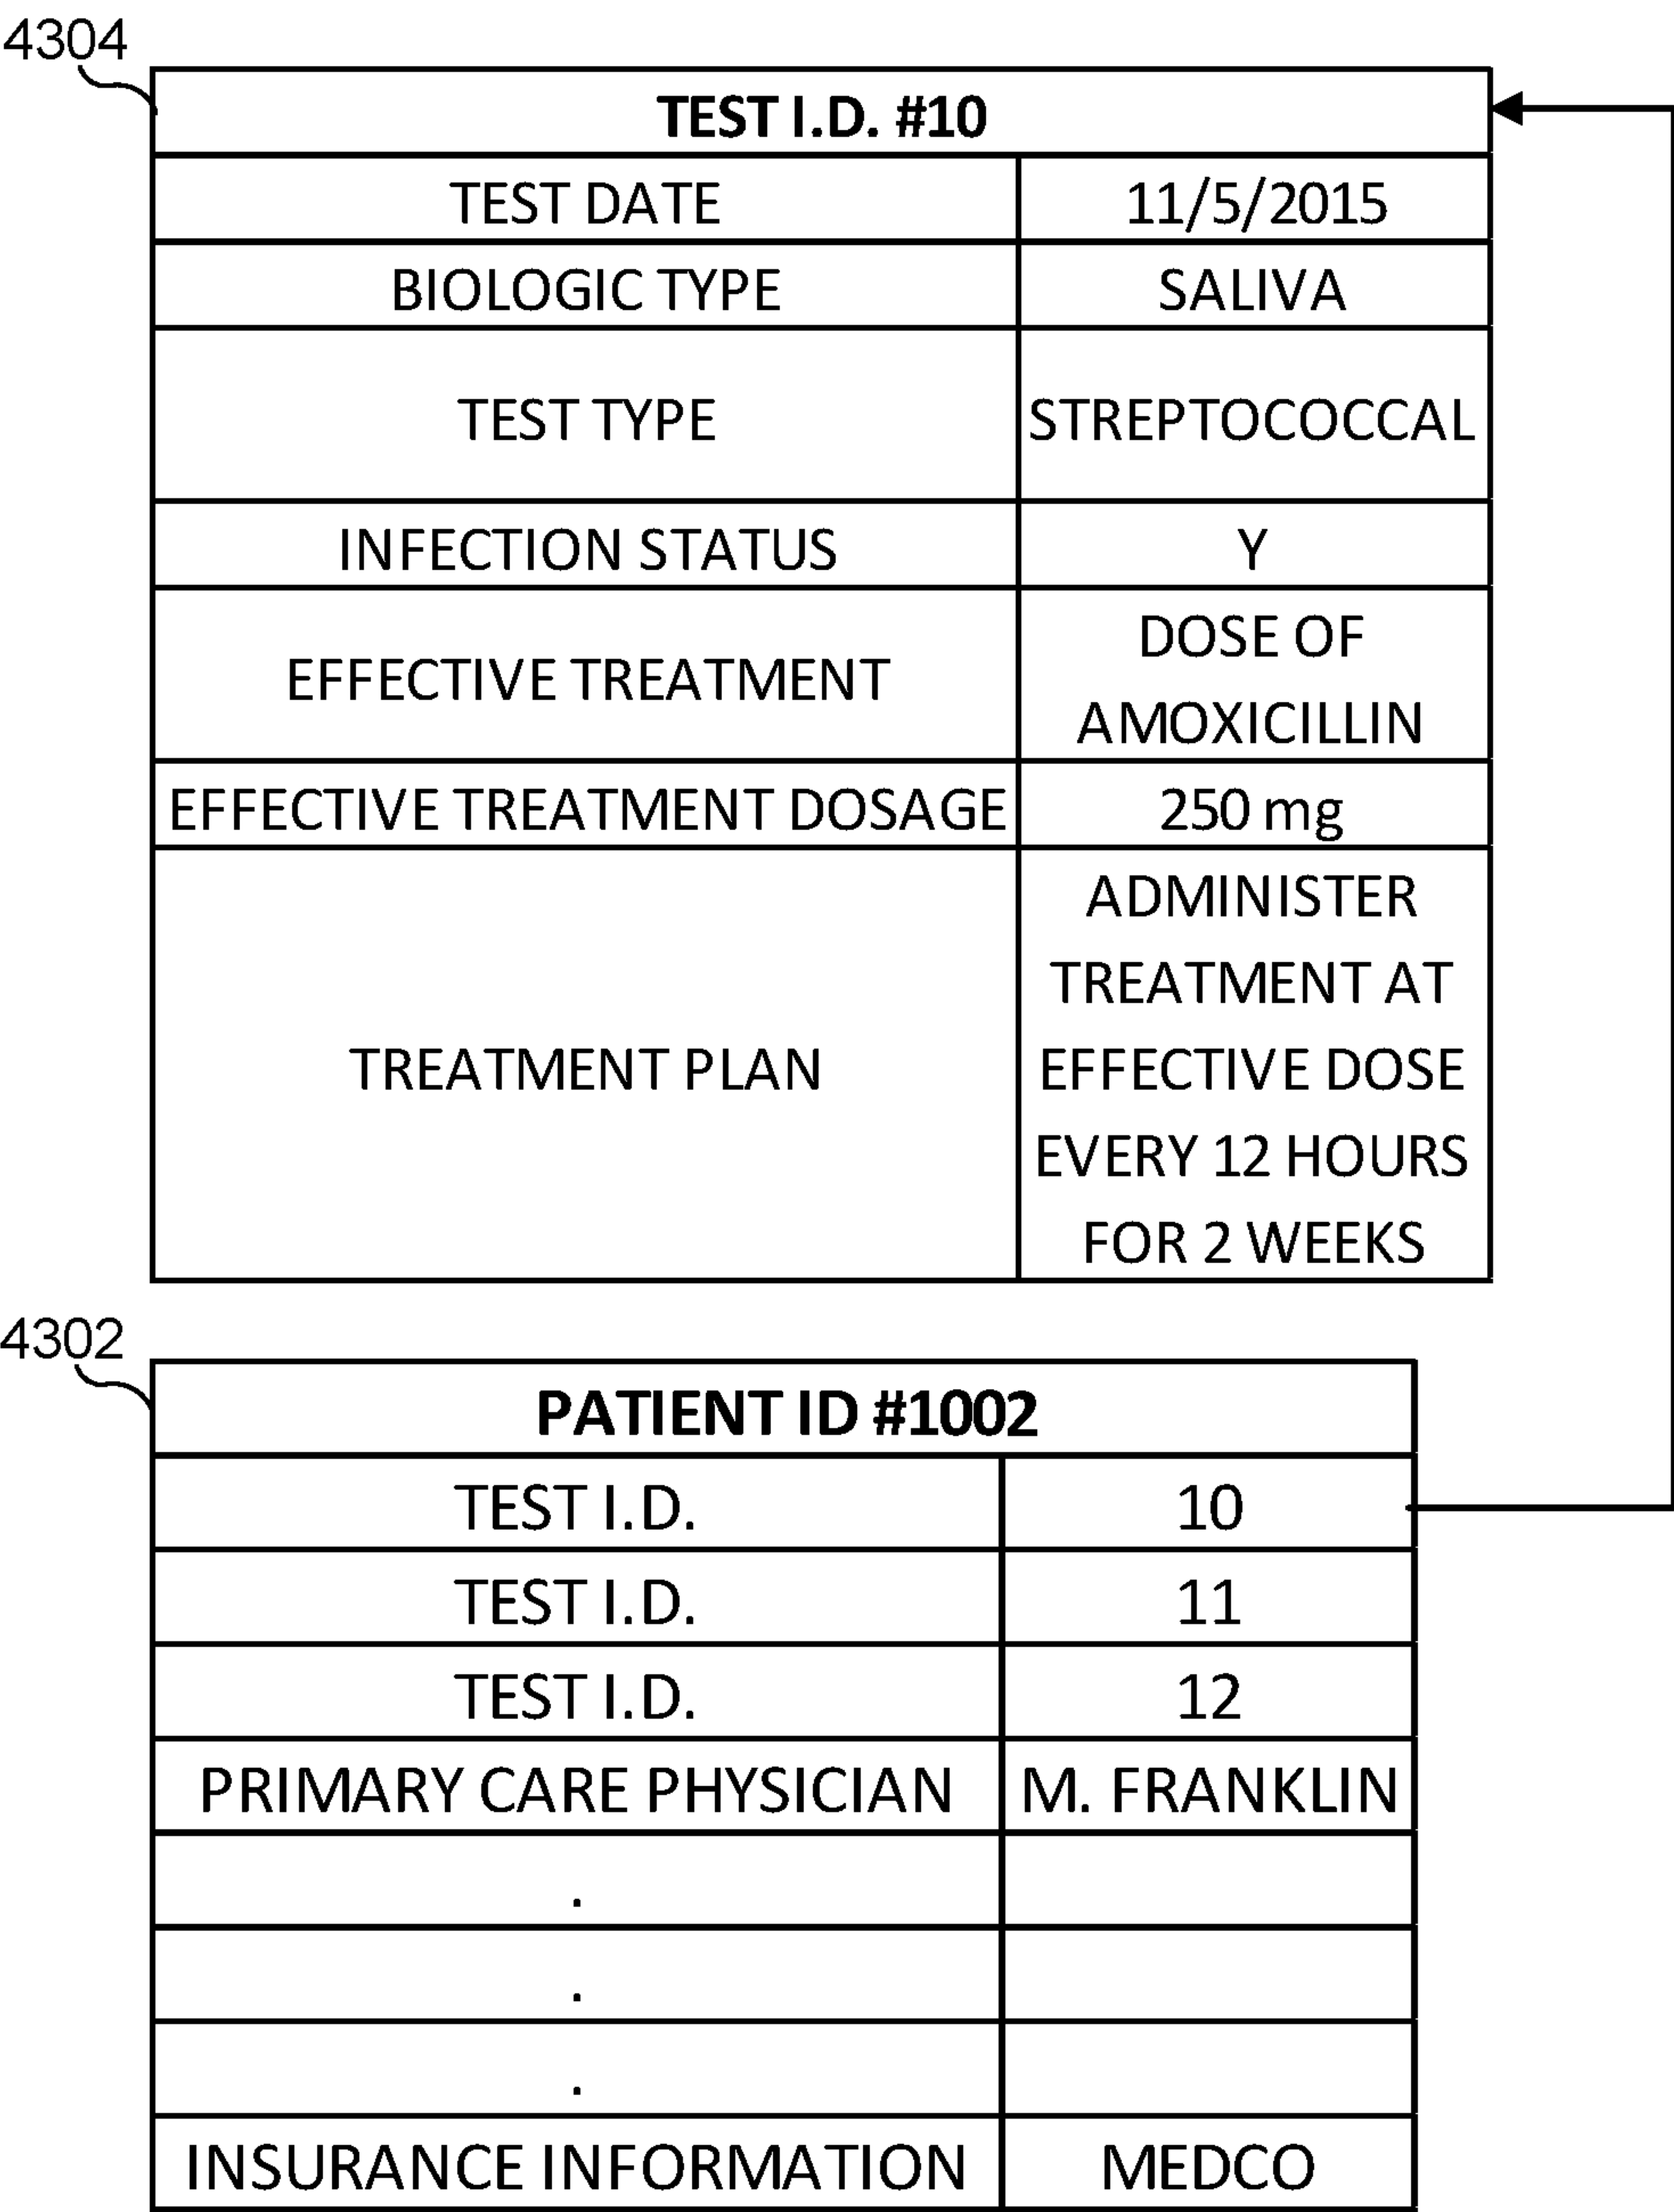 4304
TEST I.D. #10
TEST DATE 11/5/2015
BIOLOGIC TYPE SALIVA
TEST TYPE STREPTOCOCCAL
INFECTION STATUS Y
EFFECTIVE TREATMENT DOSE OF
AMOXICILLIN
EFFECTIVE TREATMENT DOSAGE 250 mg
TREATMENT PLAN ADMINISTER
TREATMENT AT
EFFECTIVE DOSE
EVERY 12 HOURS
FOR 2 WEEKS
4302
PATIENT ID #1002
TEST I.D. 10
TEST I.D. 11
TEST I.D. 12
PRIMARY CARE PHYSICIAN M. FRANKLIN
.
.
.
INSURANCE INFORMATION MEDCO